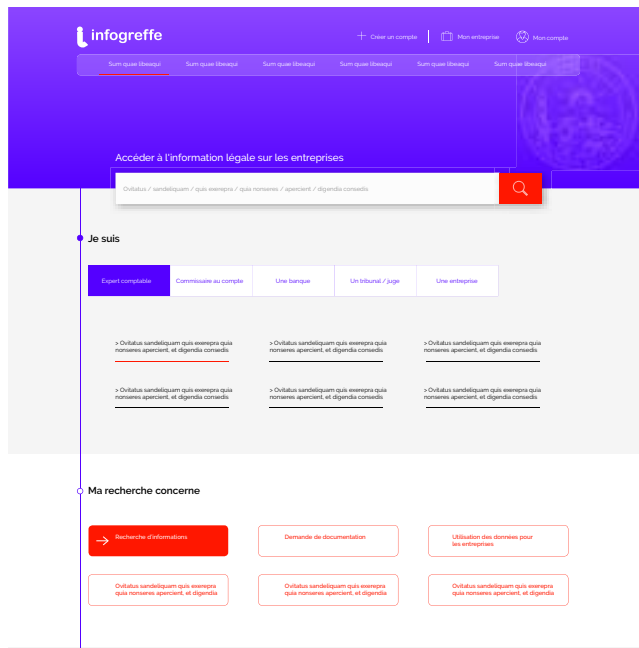 infogreffe
Créer un compte
Mon entreprise
Mon compte
Sum quae libeaqui
Sum quae libeaqui
Sum quae libeaqui
Sum quae libeaqui
Sum quae libeaqui
Sum quae libeaqui
Accéder à l'information légale sur les entreprises
Ovitatus / sandeliquam / quis exerepra / quia nonseres / apercient / digendia consedis
Je suis
Expert comptable
Commissaire au compte
Une banque
Un tribunal / juge
Une entreprise
> Ovitatus sandeliquam quis exerepra quia
nonseres apercient, et digendia consedis
> Ovitatus sandeliquam quis exerepra quia
nonseres apercient, et digendia consedis
> Ovitatus sandeliquam quis exerepra quia
nonseres apercient, et digendia consedis
> Ovitatus sandeliquam quis exerepra quia
nonseres apercient, et digendia consedis
> Ovitatus sandeliquam quis exerepra quia
nonseres apercient, et digendia consedis
> Ovitatus sandeliquam quis exerepra quia
nonseres apercient, et digendia consedis
Ma recherche concerne
Recherche d'informations
Demande de documentation
Utilisation des données pour
les entreprises
Ovitatus sandeliquam quis exerepra
quia nonseres apercient, et digendia
Ovitatus sandeliquam quis exerepra
quia nonseres apercient, et digendia
Ovitatus sandeliquam quis exerepra
quia nonseres apercient, et digendia